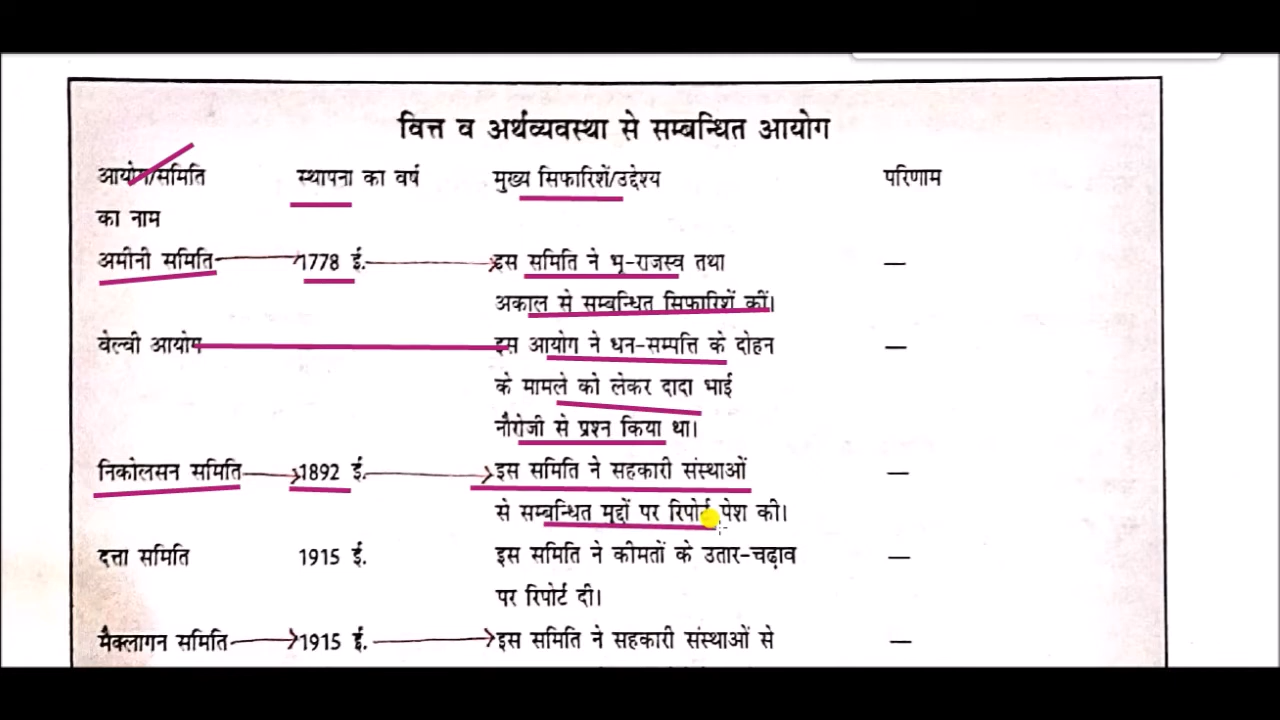 वित्त व अर्थव्यवस्था से सम्बन्धित आयोग
आयोग/समिति स्थापना का वर्ष मुख्य सिफारिशें/उद्देश्य परिणाम
का नाम
अमीनी समिति 1778 ई. इस समिति ने भू-राजस्व तथा —
अकाल से सम्बन्धित सिफारिशें कीं।
वेल्वी आयोग इस आयोग ने धन-सम्पत्ति के दोहन —
के मामले को लेकर दादा भाई
नौरोजी से प्रश्न किया था।
निकोलसन समिति 1892 ई. इस समिति ने सहकारी संस्थाओं —
से सम्बन्धित मुद्दों पर रिपोर्ट पेश की।
दत्ता समिति 1915 ई. इस समिति ने कीमतों के उतार-चढ़ाव —
पर रिपोर्ट दी।
मैक्लागन समिति 1915 ई. इस समिति ने सहकारी संस्थाओं से —